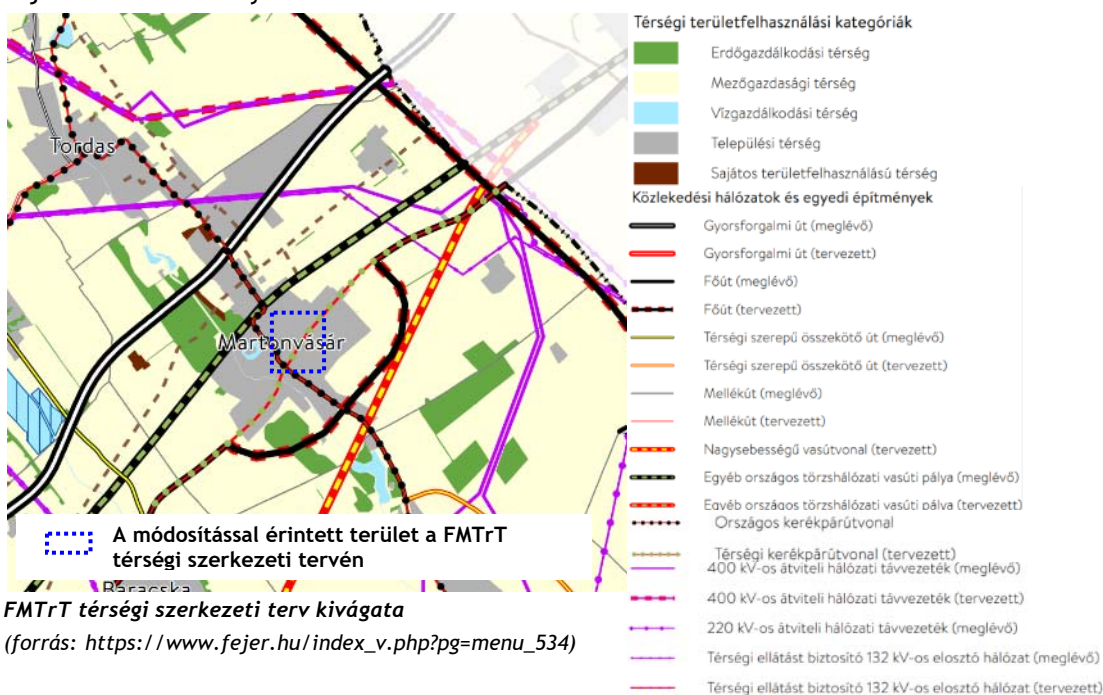 Tordas
Martonvásár
A módosítással érintett terület a FMTrT
térségi szerkezeti tervén
Baracska
FMTrT térségi szerkezeti terv kivágata
(forrás: https://www.fejer.hu/index_v.php?pg=menu_534)
Térségi területfelhasználási kategóriák
Erdőgazdálkodási térség
Mezőgazdasági térség
Vízgazdálkodási térség
Települési térség
Sajátos területfelhasználású térség
Közlekedési hálózatok és egyedi építmények
Gyorsforgalmi út (meglévő)
Gyorsforgalmi út (tervezett)
Főút (meglévő)
Főút (tervezett)
Térségi szerepű összekötő út (meglévő)
Térségi szerepű összekötő út (tervezett)
Mellékút (meglévő)
Mellékút (tervezett)
Nagysebességű vasútvonal (tervezett)
Egyéb országos törzshálózati vasúti pálya (meglévő)
Egyéb országos törzshálózati vasúti pálya (tervezett)
Országos kerékpárútvonal
Térségi kerékpárútvonal (tervezett)
400 kV-os átviteli hálózati távvezeték (meglévő)
400 kV-os átviteli hálózati távvezeték (tervezett)
220 kV-os átviteli hálózati távvezeték (meglévő)
Térségi ellátást biztosító 132 kV-os elosztó hálózat (meglévő)
Térségi ellátást biztosító 132 kV-os elosztó hálózat (tervezett)